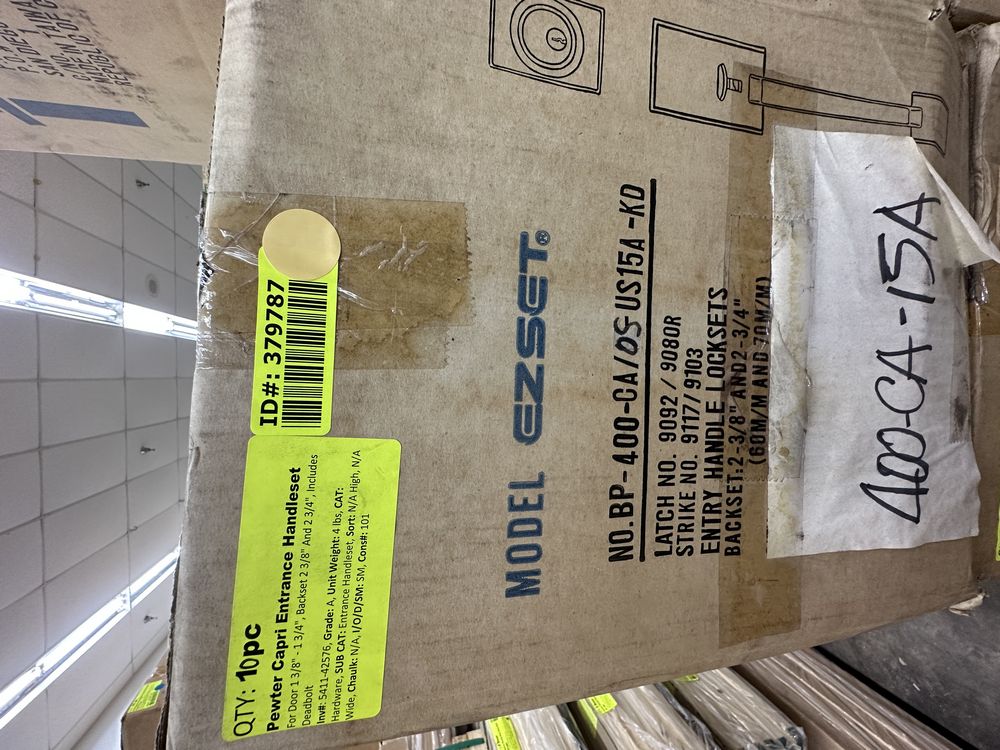 ID#: 379787
QTY: 10pc
Pewter Capri Entrance Handleset
For Door 1 3/8" - 1 3/4", Backset 2 3/8" And 2 3/4", Includes
Deadbolt
Inv#: 5411-42576, Grade: A, Unit Weight: 4 lbs, CAT:
Hardware, SUB CAT: Entrance Handleset, Sort: N/A High, N/A
Wide, Chaulk: N/A, I/O/D/SM: SM, Cons#: 101
MODEL EZSET®
NO.BP-400-CA/05 US15A-KD
LATCH NO. 9092 / 9080R
STRIKE NO. 9117/ 9103
ENTRY HANDLE LOCKSETS
BACKSET:2-3/8" AND2-3/4"
(60M/M AND 70M/M)
400-CA-15A